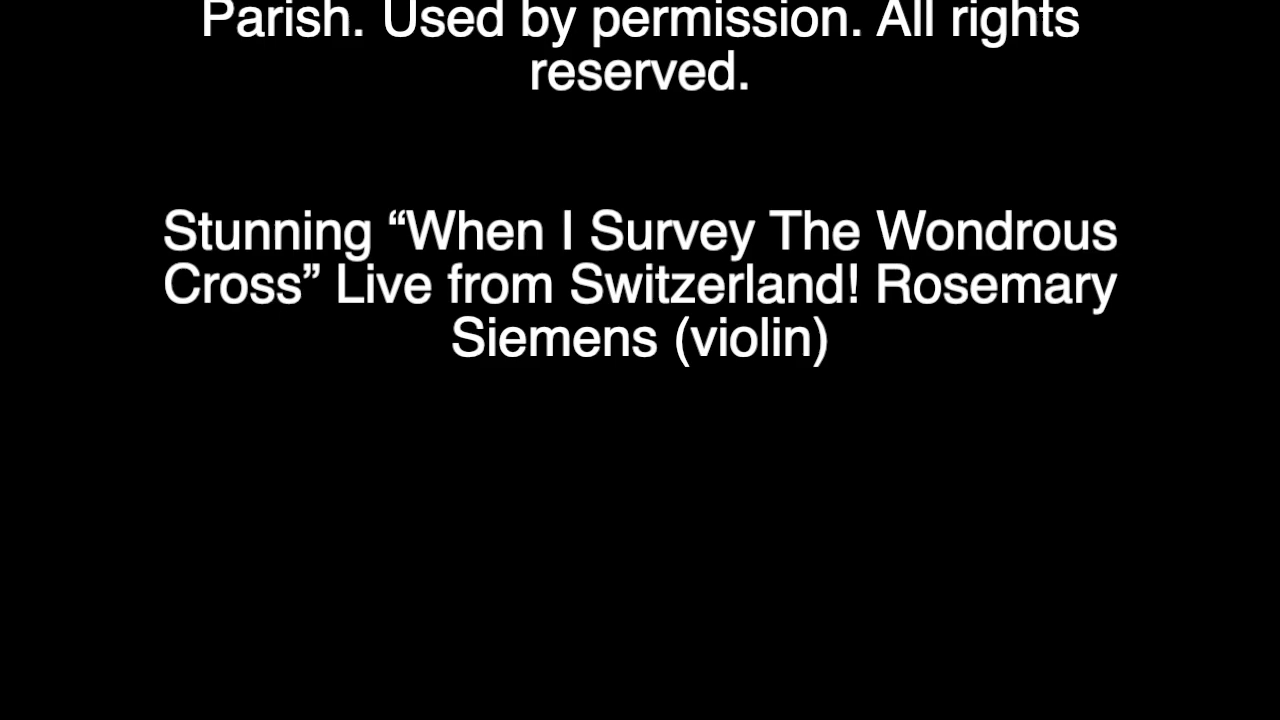 Parish. Used by permission. All rights
reserved.
Stunning “When I Survey The Wondrous
Cross” Live from Switzerland! Rosemary
Siemens (violin)